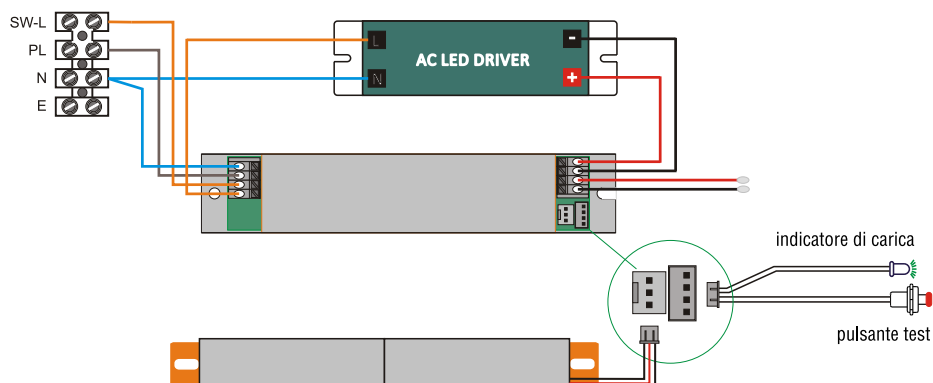 SW-L
PL
N
E
L
N
AC LED DRIVER
-
+
indicatore di carica
pulsante test